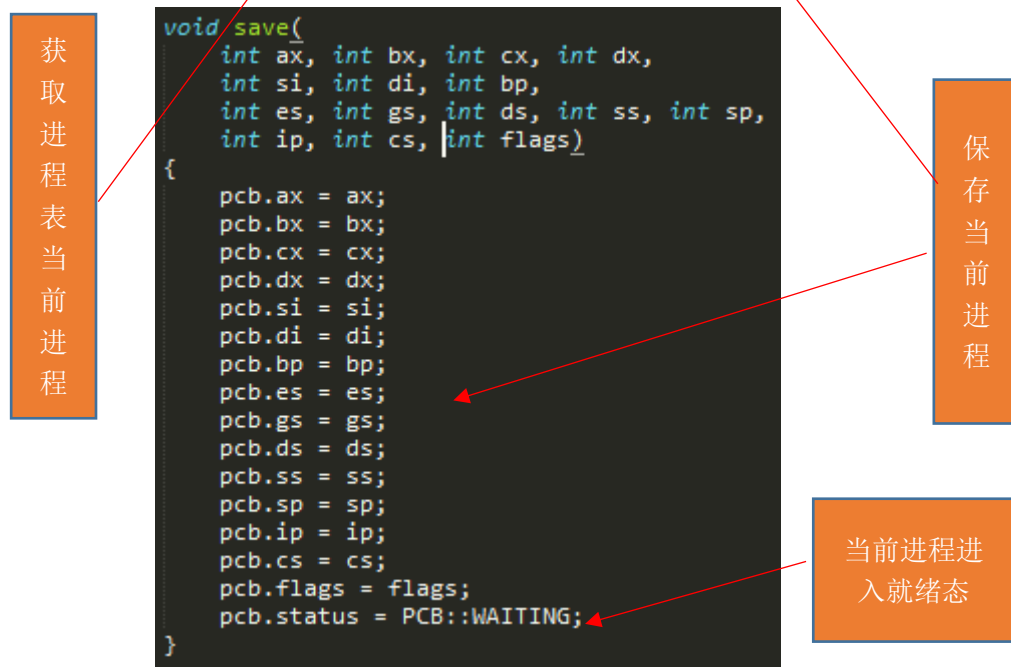 获
取
进
程
表
当
前
进
程
void save(
int ax, int bx, int cx, int dx,
int si, int di, int bp,
int es, int gs, int ds, int ss, int sp,
int ip, int cs, int flags)
{
pcb.ax = ax;
pcb.bx = bx;
pcb.cx = cx;
pcb.dx = dx;
pcb.si = si;
pcb.di = di;
pcb.bp = bp;
pcb.es = es;
pcb.gs = gs;
pcb.ds = ds;
pcb.ss = ss;
pcb.sp = sp;
pcb.ip = ip;
pcb.cs = cs;
pcb.flags = flags;
pcb.status = PCB::WAITING;
}
保
存
当
前
进
程
当前进程进
入就绪态